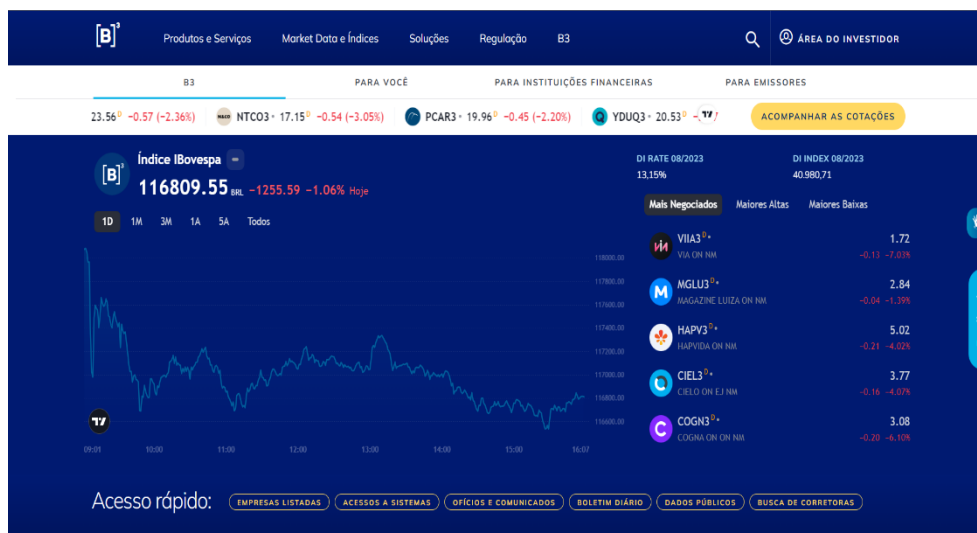 [B]³ Produtos e Serviços Market Data e Índices Soluções Regulação B3 ÁREA DO INVESTIDOR
B3 PARA VOCÊ PARA INSTITUIÇÕES FINANCEIRAS PARA EMISSORES
23.56ᴰ −0.57 (−2.36%) NTCO3 17.15ᴰ −0.54 (−3.05%) PCAR3 19.96ᴰ −0.45 (−2.20%) YDUQ3 20.53ᴰ ACOMPANHAR AS COTAÇÕES
[B]³ Índice IBovespa
116809.55 BRL −1255.59 −1.06% Hoje
1D 1M 3M 1A 5A Todos
118000.00
117800.00
117600.00
117400.00
117200.00
117000.00
116800.00
116600.00
09:01 10:00 11:00 12:00 13:00 14:00 15:00 16:07
DI RATE 08/2023 DI INDEX 08/2023
13,15% 40.980,71
Mais Negociados Maiores Altas Maiores Baixas
VIIA3 D 1.72
VIA ON NM −0.13 −7.03%
MGLU3 D 2.84
MAGAZINE LUIZA ON NM −0.04 −1.39%
HAPV3 D 5.02
HAPVIDA ON NM −0.21 −4.02%
CIEL3 D 3.77
CIELO ON EJ NM −0.16 −4.07%
COGN3 D 3.08
COGNA ON ON NM −0.20 −6.10%
Acesso rápido: EMPRESAS LISTADAS ACESSOS A SISTEMAS OFÍCIOS E COMUNICADOS BOLETIM DIÁRIO DADOS PÚBLICOS BUSCA DE CORRETORAS